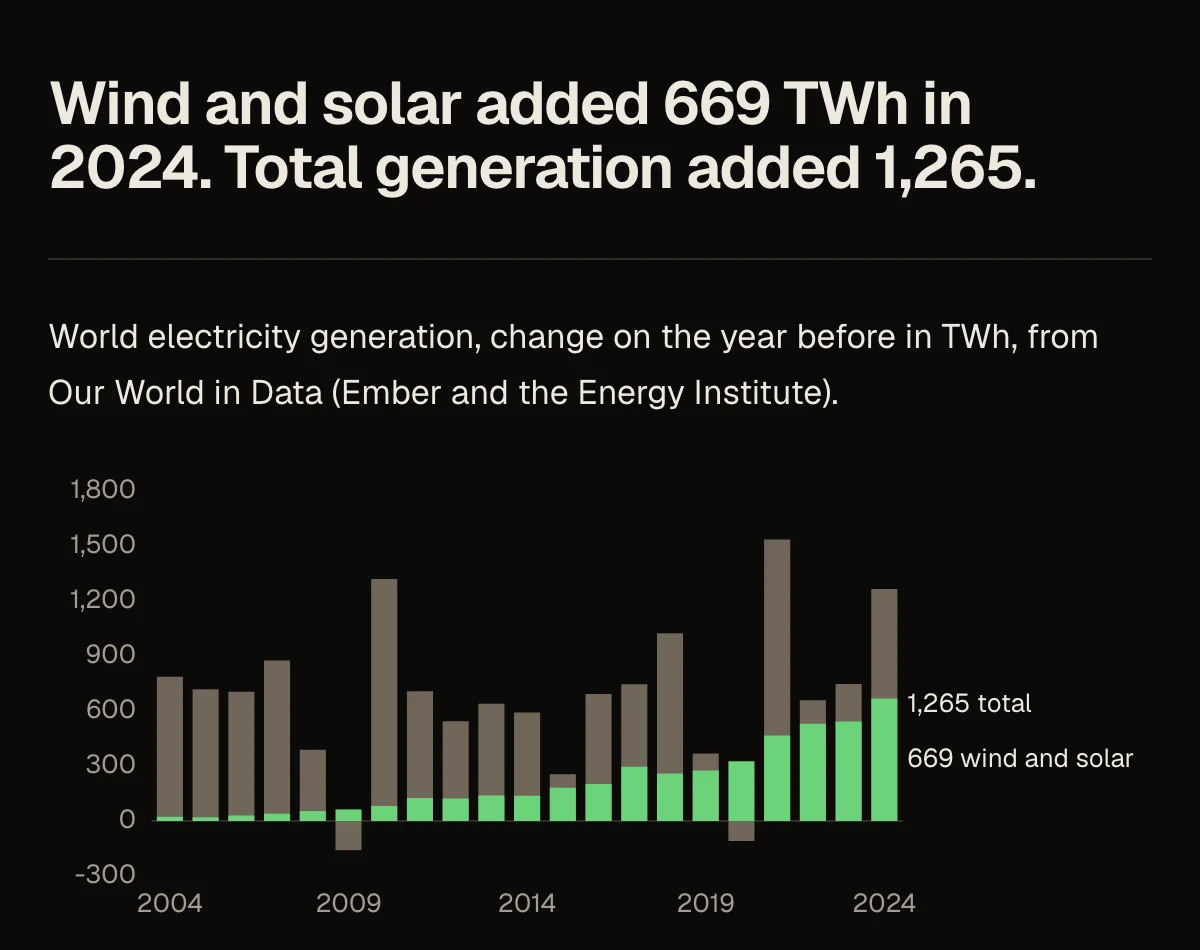 Wind and solar added 669 TWh in
2024. Total generation added 1,265.
World electricity generation, change on the year before in TWh, from
Our World in Data (Ember and the Energy Institute).
1,800
1,500
1,200
900
600
300
0
-300
1,265 total
669 wind and solar
2004 2009 2014 2019 2024